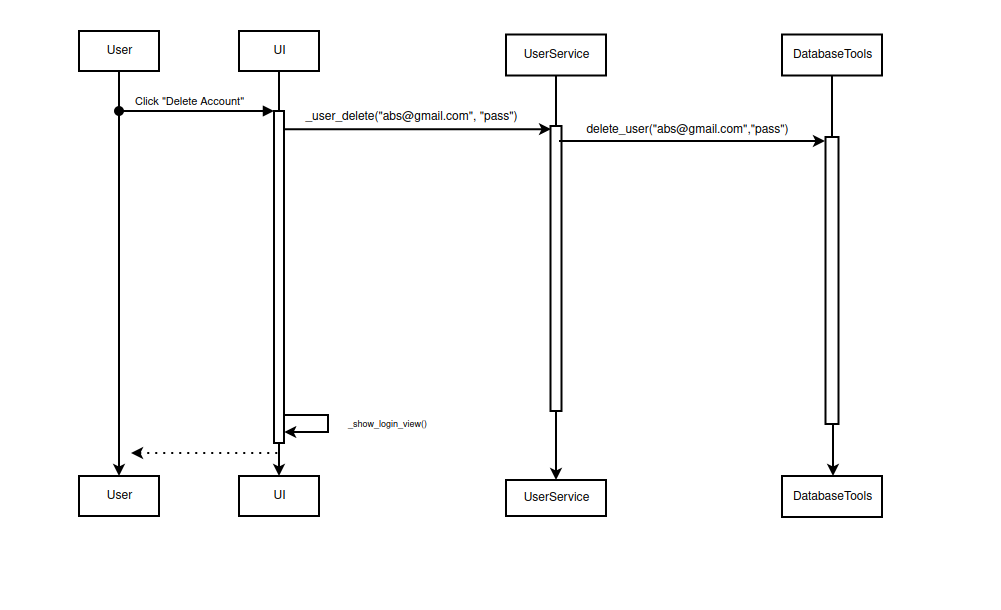 User
UI
UserService
DatabaseTools
Click "Delete Account"
_user_delete("abs@gmail.com", "pass")
delete_user("abs@gmail.com","pass")
_show_login_view()
User
UI
UserService
DatabaseTools